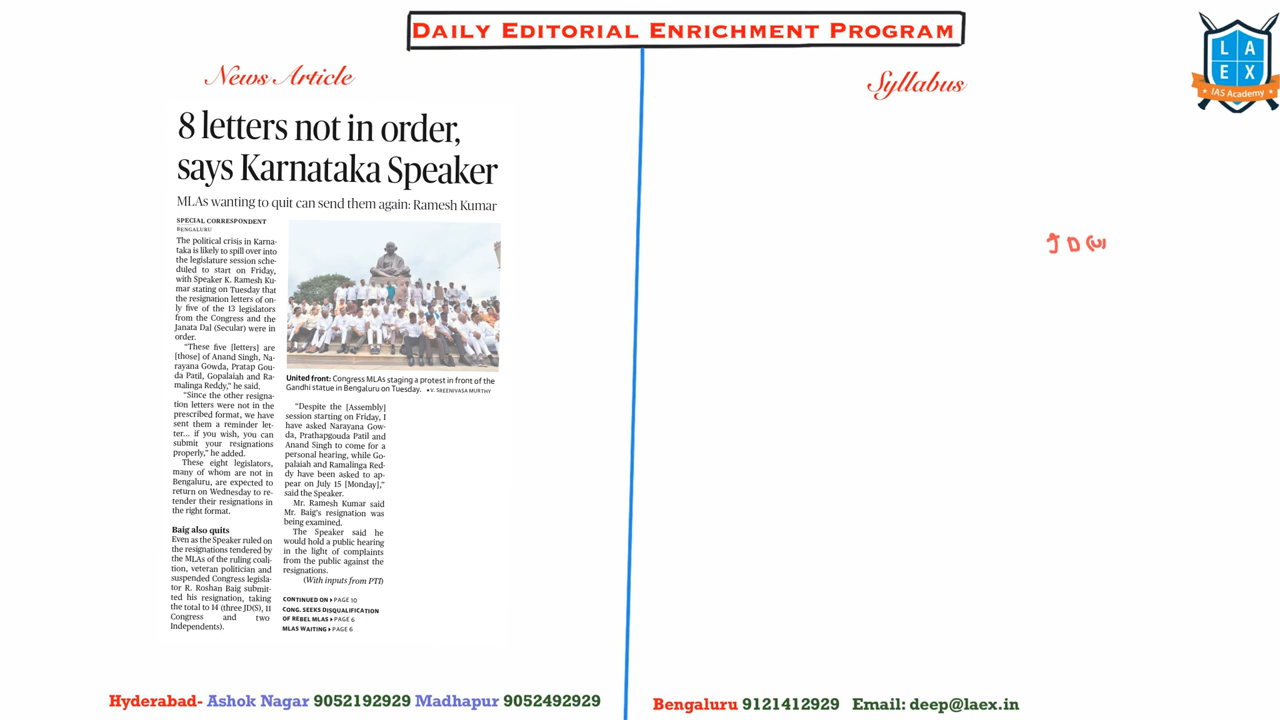 DAILY EDITORIAL ENRICHMENT PROGRAM
L A
E X
IAS Academy
News Article
Syllabus
8 letters not in order,
says Karnataka Speaker
MLAs wanting to quit can send them again: Ramesh Kumar
SPECIAL CORRESPONDENT
BENGALURU
The political crisis in Karna-
taka is likely to spill over into
the legislature session sche-
duled to start on Friday,
with Speaker K. Ramesh Ku-
mar stating on Tuesday that
the resignation letters of on-
ly five of the 13 legislators
from the Congress and the
Janata Dal (Secular) were in
order.
“These five [letters] are
[those] of Anand Singh, Na-
rayana Gowda, Pratap Gou-
da Patil, Gopalaiah and Ra-
malinga Reddy,” he said.
“Since the other resigna-
tion letters were not in the
prescribed format, we have
sent them a reminder let-
ter... if you wish, you can
submit your resignations
properly,” he added.
These eight legislators,
many of whom are not in
Bengaluru, are expected to
return on Wednesday to re-
tender their resignations in
the right format.
Baig also quits
Even as the Speaker ruled on
the resignations tendered by
the MLAs of the ruling coali-
tion, veteran politician and
suspended Congress legisla-
tor R. Roshan Baig submit-
ted his resignation, taking
the total to 14 (three JD(S), 11
Congress and two
Independents).
United front: Congress MLAs staging a protest in front of the
Gandhi statue in Bengaluru on Tuesday. •V. SREENIVASA MURTHY
“Despite the [Assembly]
session starting on Friday, I
have asked Narayana Gow-
da, Prathapgouda Patil and
Anand Singh to come for a
personal hearing, while Go-
palaiah and Ramalinga Red-
dy have been asked to ap-
pear on July 15 [Monday],”
said the Speaker.
Mr. Ramesh Kumar said
Mr. Baig’s resignation was
being examined.
The Speaker said he
would hold a public hearing
in the light of complaints
from the public against the
resignations.
(With inputs from PTI)
CONTINUED ON ▸ PAGE 10
CONG. SEEKS DISQUALIFICATION
OF REBEL MLAS ▸ PAGE 6
MLAS WAITING ▸ PAGE 6
JD(U)
Hyderabad- Ashok Nagar 9052192929 Madhapur 9052492929
Bengaluru 9121412929 Email: deep@laex.in